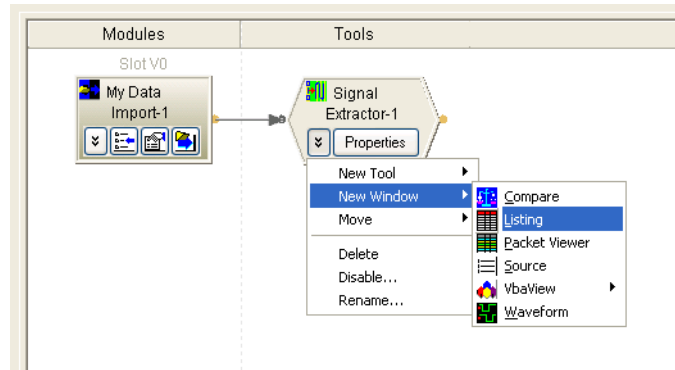 Modules
Tools
Slot V0
My Data
Import-1
Signal
Extractor-1
Properties
New Tool
New Window
Move
Delete
Disable...
Rename...
Compare
Listing
Packet Viewer
Source
VbaView
Waveform